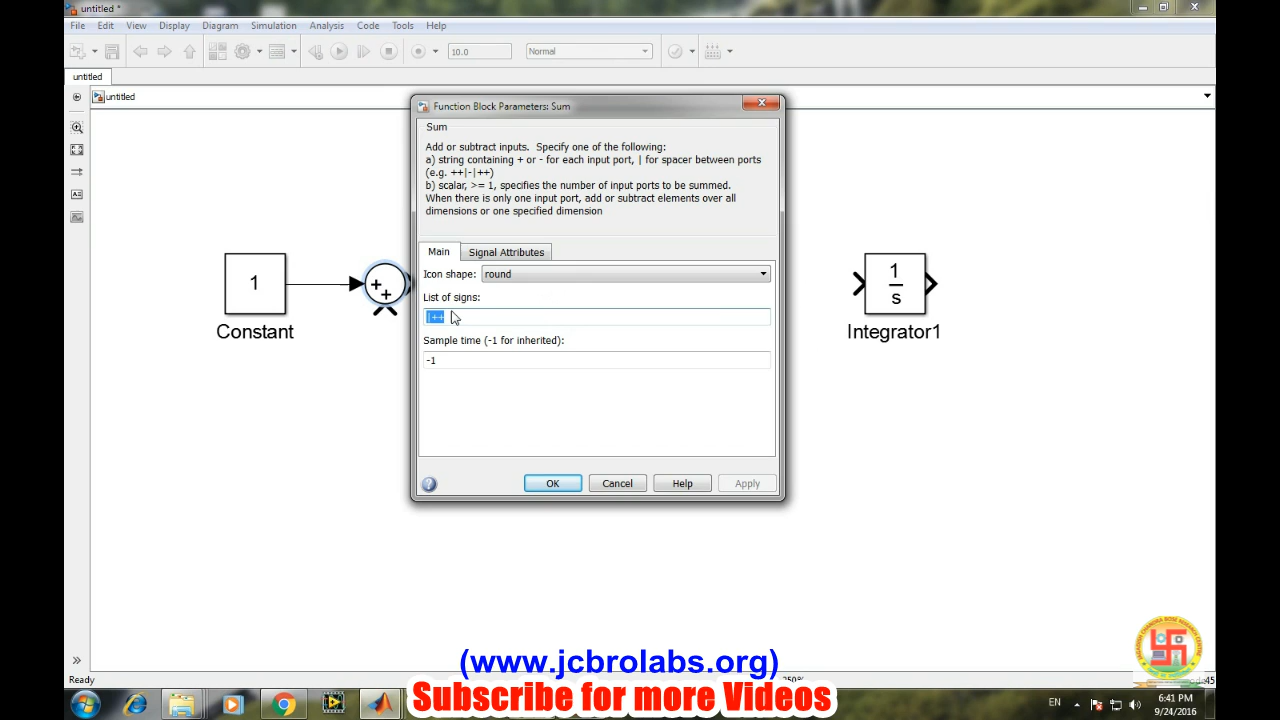 untitled *
File Edit View Display Diagram Simulation Analysis Code Tools Help
10.0 Normal
untitled
untitled
Function Block Parameters: Sum
Sum
Add or subtract inputs. Specify one of the following:
a) string containing + or - for each input port, | for spacer between ports
(e.g. ++|-|++)
b) scalar, >= 1, specifies the number of input ports to be summed.
When there is only one input port, add or subtract elements over all
dimensions or one specified dimension
Main Signal Attributes
Icon shape: round
List of signs:
|++
Sample time (-1 for inherited):
-1
OK Cancel Help Apply
1
Constant
+
+
1
s
Integrator1
Ready
(www.jcbrolabs.org)
Subscribe for more Videos
EN
6:41 PM
9/24/2016